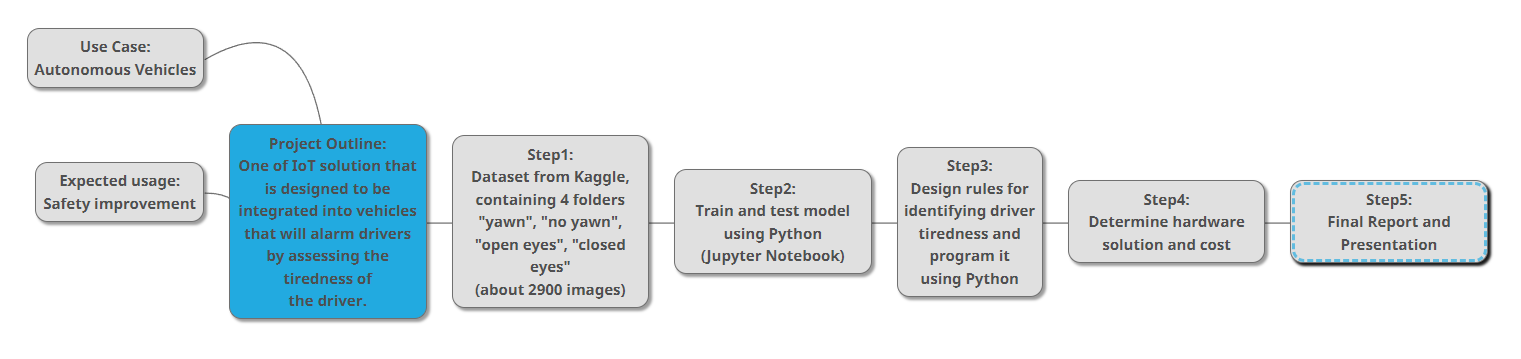 Use Case:
Autonomous Vehicles
Expected usage:
Safety improvement
Project Outline:
One of IoT solution that
is designed to be
integrated into vehicles
that will alarm drivers
by assessing the
tiredness of
the driver.
Step1:
Dataset from Kaggle,
containing 4 folders
"yawn", "no yawn",
"open eyes", "closed
eyes"
(about 2900 images)
Step2:
Train and test model
using Python
(Jupyter Notebook)
Step3:
Design rules for
identifying driver
tiredness and
program it
using Python
Step4:
Determine hardware
solution and cost
Step5:
Final Report and
Presentation